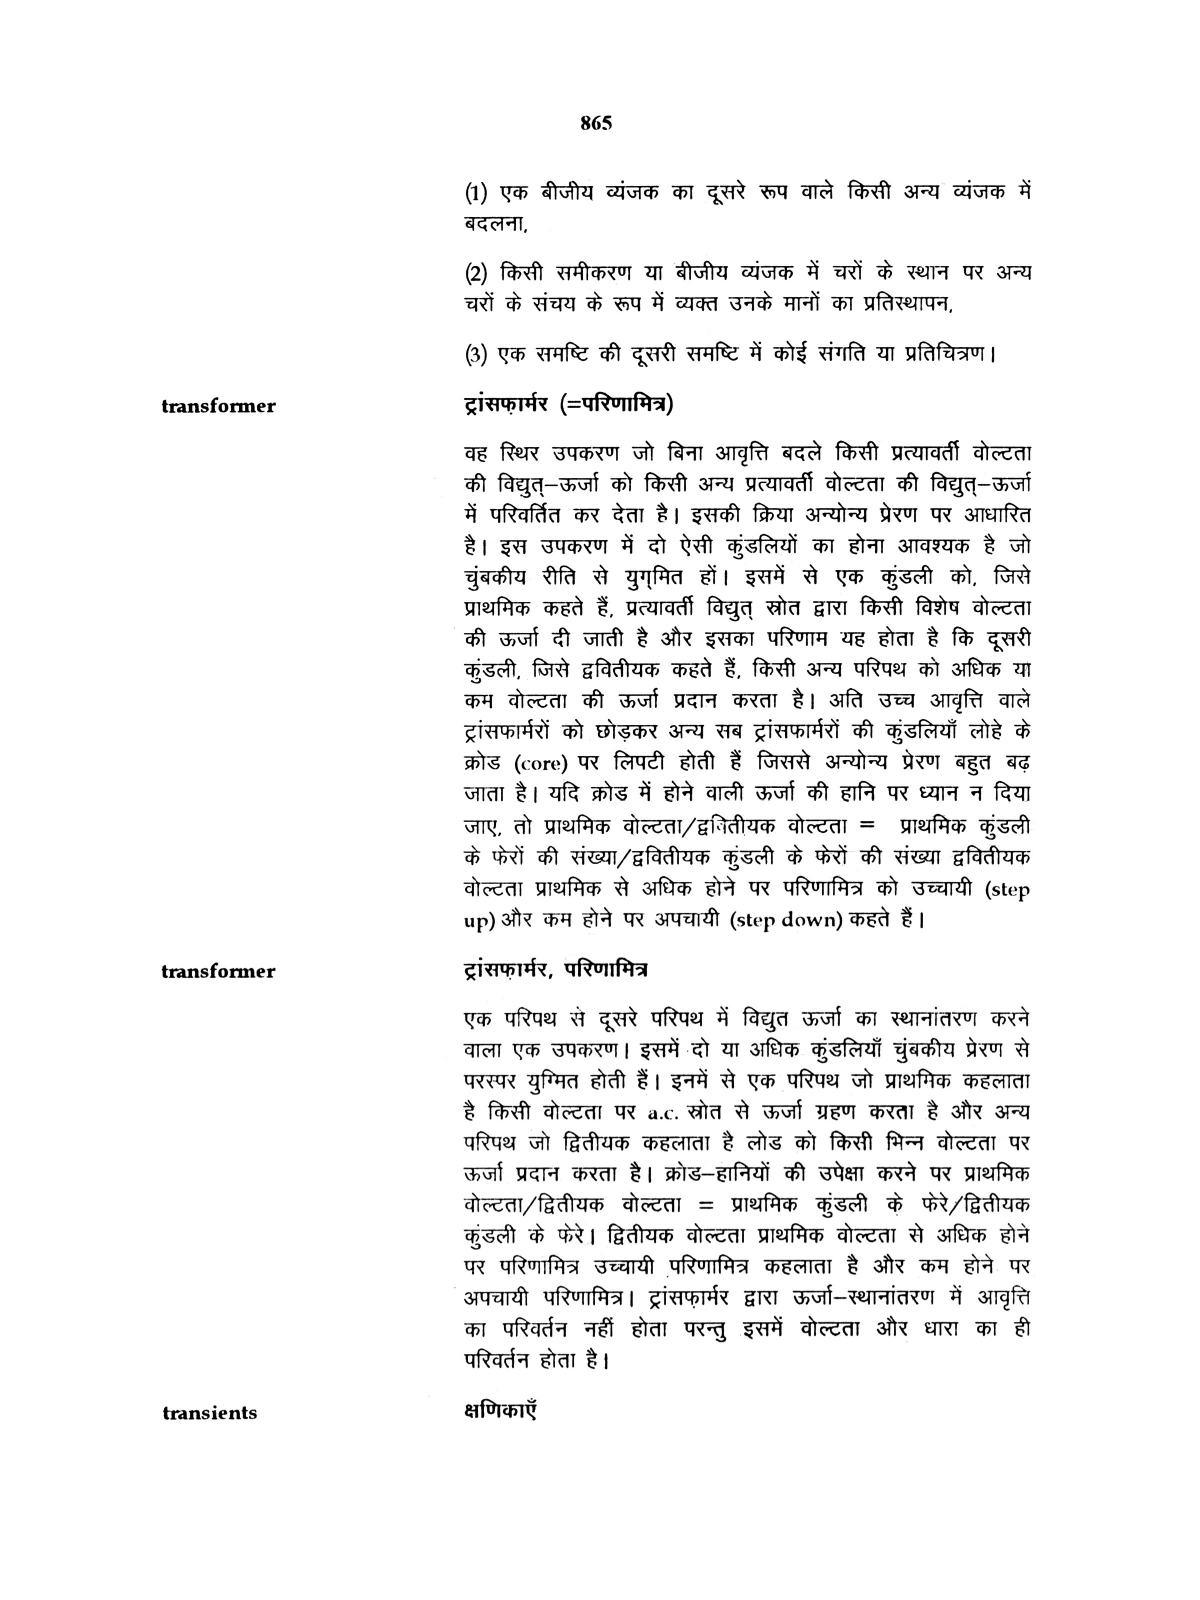 865
(1) एक बीजीय व्यंजक का दूसरे रूप वाले किसी अन्य व्यंजक में
बदलना,
(2) किसी समीकरण या बीजीय व्यंजक में चरों के स्थान पर अन्य
चरों के संचय के रूप में व्यक्त उनके मानों का प्रतिस्थापन,
(3) एक समष्टि की दूसरी समष्टि में कोई संगति या प्रतिचित्रण।
transformer ट्रांसफ़ार्मर (=परिणामित्र)
वह स्थिर उपकरण जो बिना आवृत्ति बदले किसी प्रत्यावर्ती वोल्टता
की विद्युत्-ऊर्जा को किसी अन्य प्रत्यावर्ती वोल्टता की विद्युत्-ऊर्जा
में परिवर्तित कर देता है। इसकी क्रिया अन्योन्य प्रेरण पर आधारित
है। इस उपकरण में दो ऐसी कुंडलियों का होना आवश्यक है जो
चुंबकीय रीति से युग्मित हों। इसमें से एक कुंडली को, जिसे
प्राथमिक कहते हैं, प्रत्यावर्ती विद्युत् स्रोत द्वारा किसी विशेष वोल्टता
की ऊर्जा दी जाती है और इसका परिणाम यह होता है कि दूसरी
कुंडली, जिसे द्ववितीयक कहते हैं, किसी अन्य परिपथ को अधिक या
कम वोल्टता की ऊर्जा प्रदान करता है। अति उच्च आवृत्ति वाले
ट्रांसफार्मरों को छोड़कर अन्य सब ट्रांसफार्मरों की कुंडलियाँ लोहे के
क्रोड (core) पर लिपटी होती हैं जिससे अन्योन्य प्रेरण बहुत बढ़
जाता है। यदि क्रोड में होने वाली ऊर्जा की हानि पर ध्यान न दिया
जाए, तो प्राथमिक वोल्टता/द्ववितीयक वोल्टता = प्राथमिक कुंडली
के फेरों की संख्या/द्ववितीयक कुंडली के फेरों की संख्या द्ववितीयक
वोल्टता प्राथमिक से अधिक होने पर परिणामित्र को उच्चायी (step
up) और कम होने पर अपचायी (step down) कहते हैं।
transformer ट्रांसफ़ार्मर, परिणामित्र
एक परिपथ से दूसरे परिपथ में विद्युत ऊर्जा का स्थानांतरण करने
वाला एक उपकरण। इसमें दो या अधिक कुंडलियाँ चुंबकीय प्रेरण से
परस्पर युग्मित होती हैं। इनमें से एक परिपथ जो प्राथमिक कहलाता
है किसी वोल्टता पर a.c. स्रोत से ऊर्जा ग्रहण करता है और अन्य
परिपथ जो द्वितीयक कहलाता है लोड को किसी भिन्न वोल्टता पर
ऊर्जा प्रदान करता है। क्रोड-हानियों की उपेक्षा करने पर प्राथमिक
वोल्टता/द्वितीयक वोल्टता = प्राथमिक कुंडली के फेरे/द्वितीयक
कुंडली के फेरे। द्वितीयक वोल्टता प्राथमिक वोल्टता से अधिक होने
पर परिणामित्र उच्चायी परिणामित्र कहलाता है और कम होने पर
अपचायी परिणामित्र। ट्रांसफ़ार्मर द्वारा ऊर्जा-स्थानांतरण में आवृत्ति
का परिवर्तन नहीं होता परन्तु इसमें वोल्टता और धारा का ही
परिवर्तन होता है।
transients क्षणिकाएँ